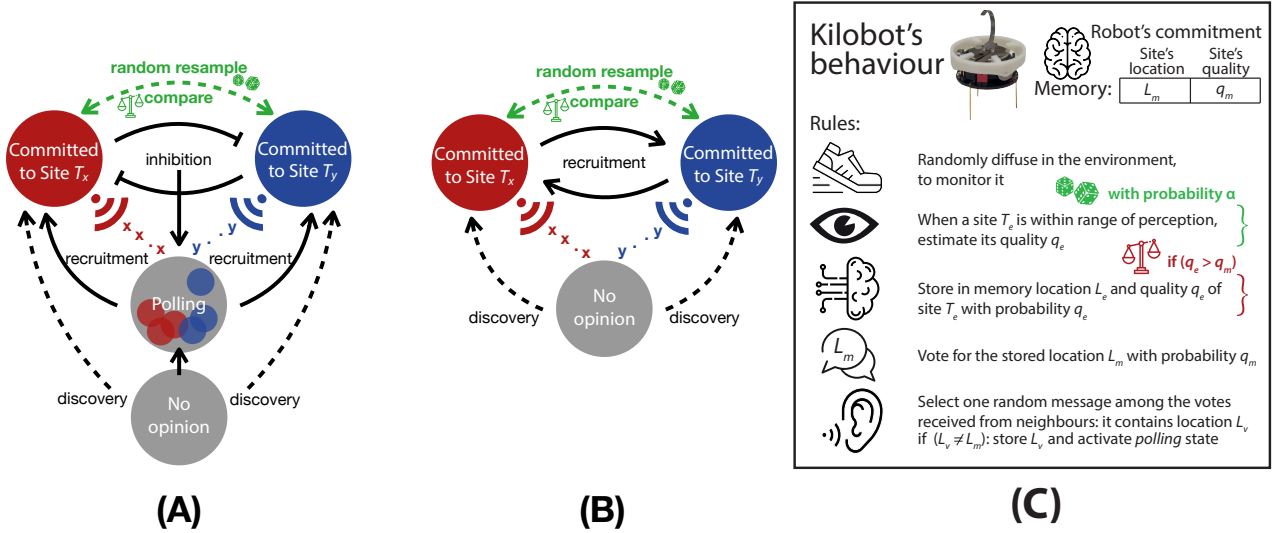 random resample
compare
Committed
to Site Tₓ
Committed
to Site Tᵧ
inhibition
x x . x
y . . y
recruitment
recruitment
Polling
discovery
discovery
No
opinion
(A)
random resample
compare
Committed
to Site Tₓ
Committed
to Site Tᵧ
recruitment
x x . x
y . . y
discovery
discovery
No
opinion
(B)
Kilobot's
behaviour
Robot's commitment
Site's location
Site's quality
Memory:
Lₘ
qₘ
Rules:
Randomly diffuse in the environment,
to monitor it
with probability α
When a site Tₑ is within range of perception,
estimate its quality qₑ
if (qₑ > qₘ)
Store in memory location Lₑ and quality qₑ of
site Tₑ with probability qₑ
Lₘ
Vote for the stored location Lₘ with probability qₘ
Select one random message among the votes
received from neighbours: it contains location Lᵥ
if (Lᵥ ≠ Lₘ): store Lᵥ and activate polling state
(C)